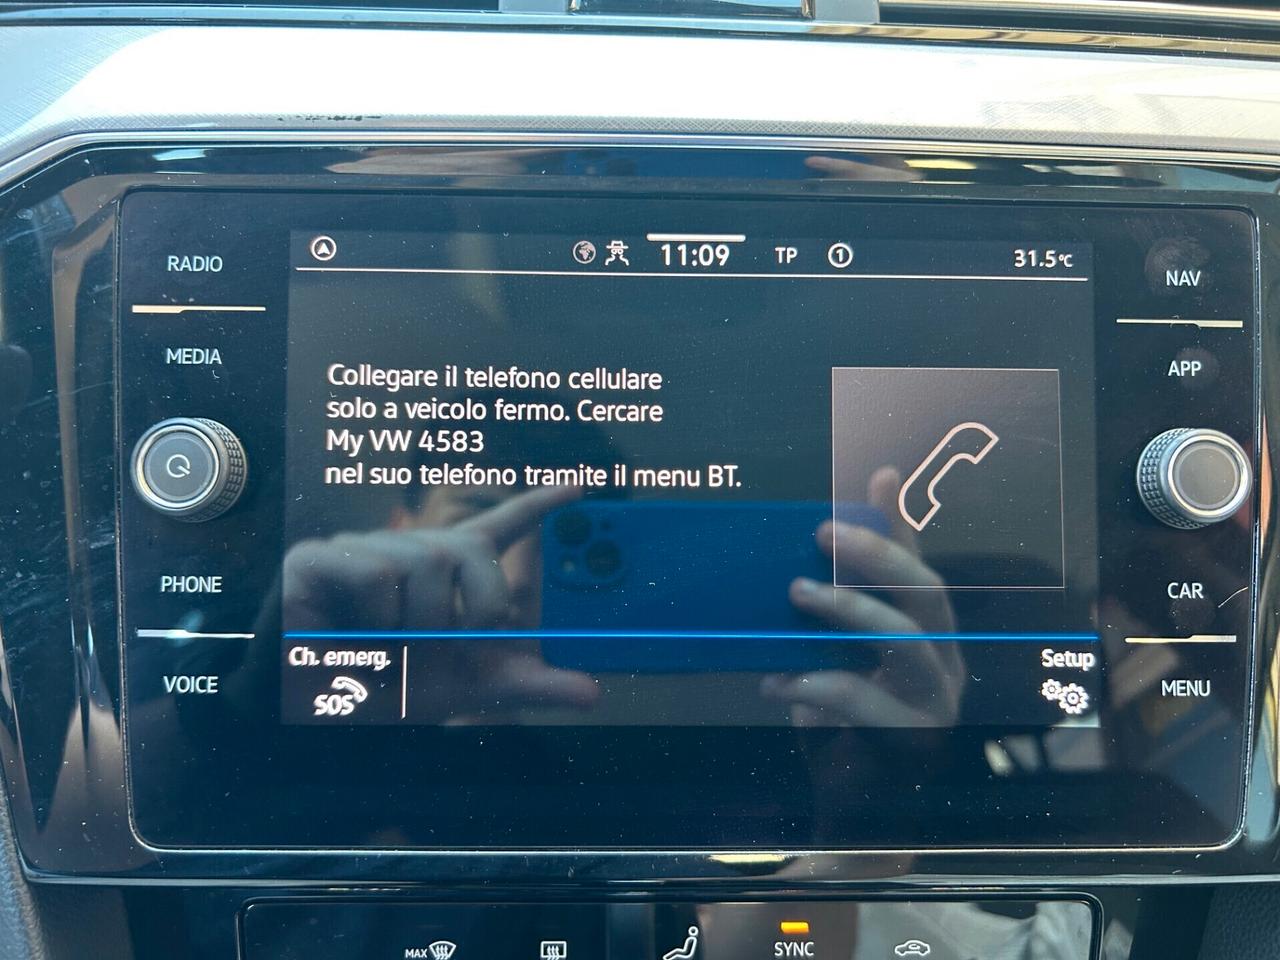 RADIO
11:09
TP
1
31.5°C
NAV
MEDIA
APP
Collegare il telefono cellulare
solo a veicolo fermo. Cercare
My VW 4583
nel suo telefono tramite il menu BT.
PHONE
CAR
Ch. emerg.
SOS
Setup
VOICE
MENU
MAX
SYNC